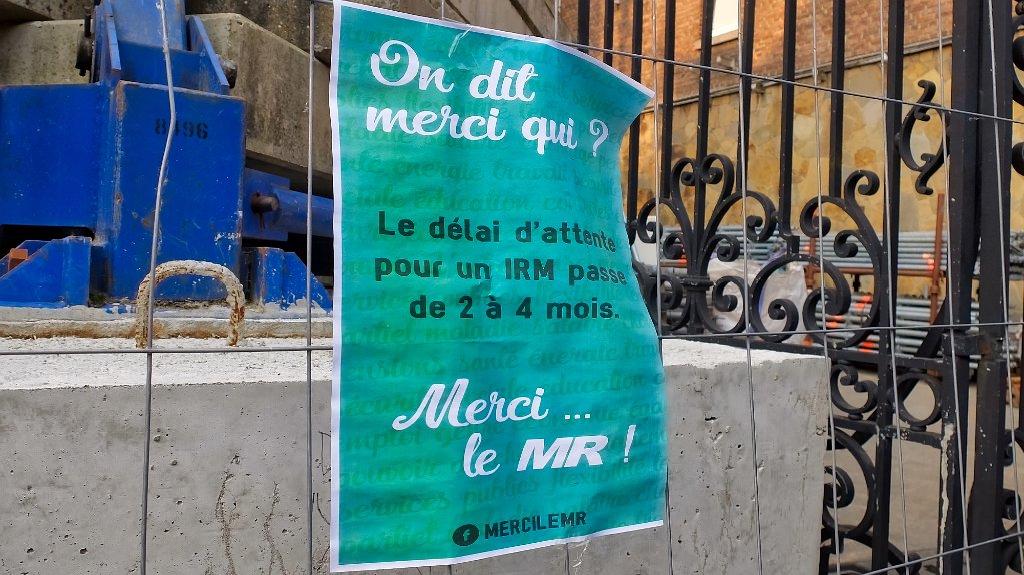 8496
On dit
merci qui ?
Le délai d'attente
pour un IRM passe
de 2 à 4 mois.
Merci ...
le MR !
f MERCILEMR